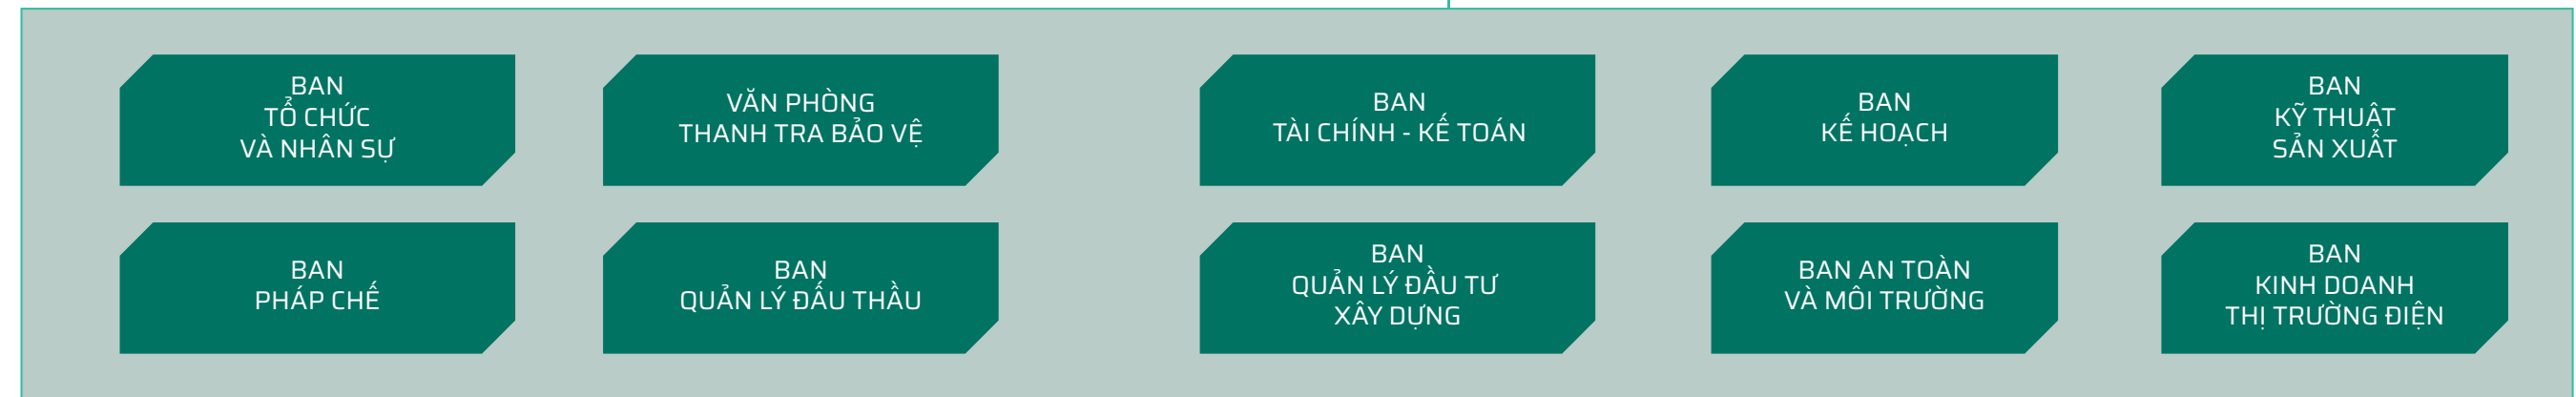 BAN
TỔ CHỨC
VÀ NHÂN SỰ
VĂN PHÒNG
THANH TRA BẢO VỆ
BAN
TÀI CHÍNH - KẾ TOÁN
BAN
KẾ HOẠCH
BAN
KỸ THUẬT
SẢN XUẤT
BAN
PHÁP CHẾ
BAN
QUẢN LÝ ĐẤU THẦU
BAN
QUẢN LÝ ĐẦU TƯ
XÂY DỰNG
BAN AN TOÀN
VÀ MÔI TRƯỜNG
BAN
KINH DOANH
THỊ TRƯỜNG ĐIỆN